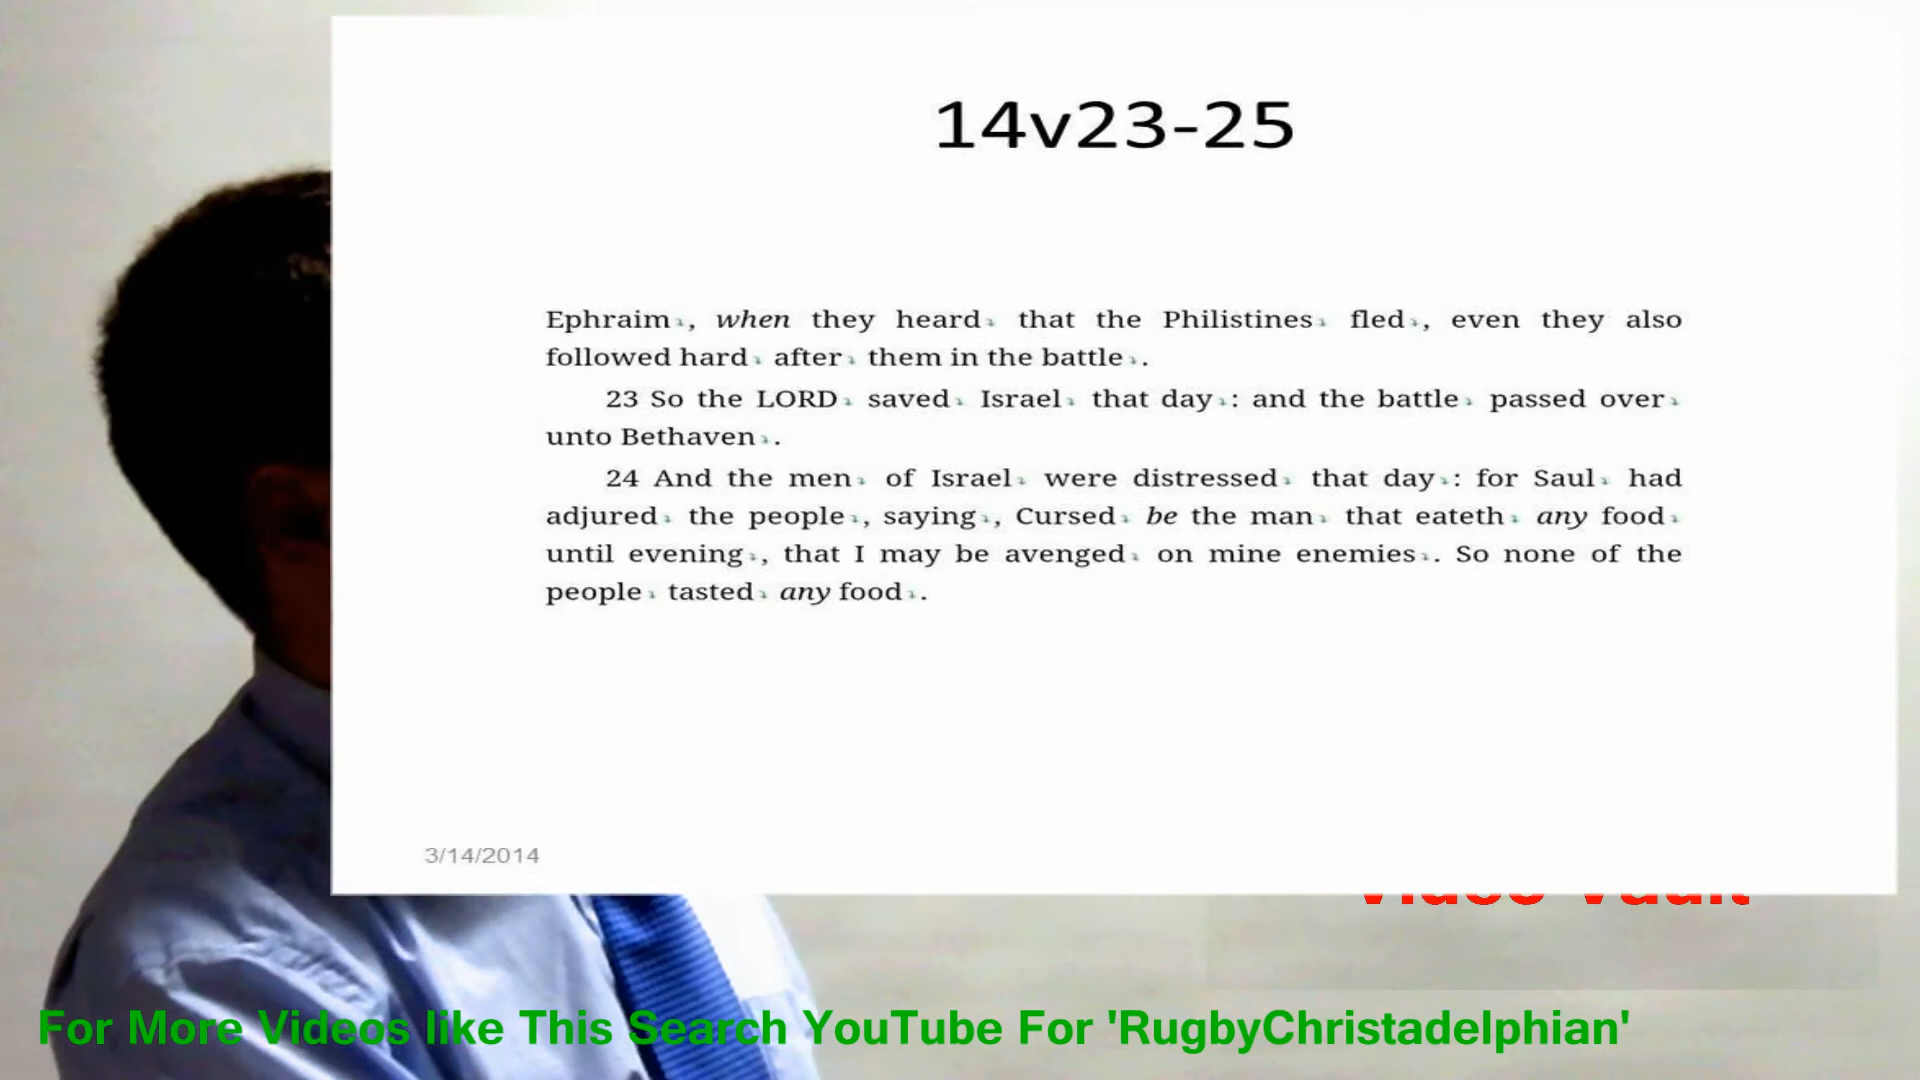 14v23-25
Ephraim, when they heard that the Philistines fled, even they also
followed hard after them in the battle.
23 So the LORD saved Israel that day: and the battle passed over
unto Bethaven.
24 And the men of Israel were distressed that day: for Saul had
adjured the people, saying, Cursed be the man that eateth any food
until evening, that I may be avenged on mine enemies. So none of the
people tasted any food.
3/14/2014
Video Vault
For More Videos like This Search YouTube For 'RugbyChristadelphian'